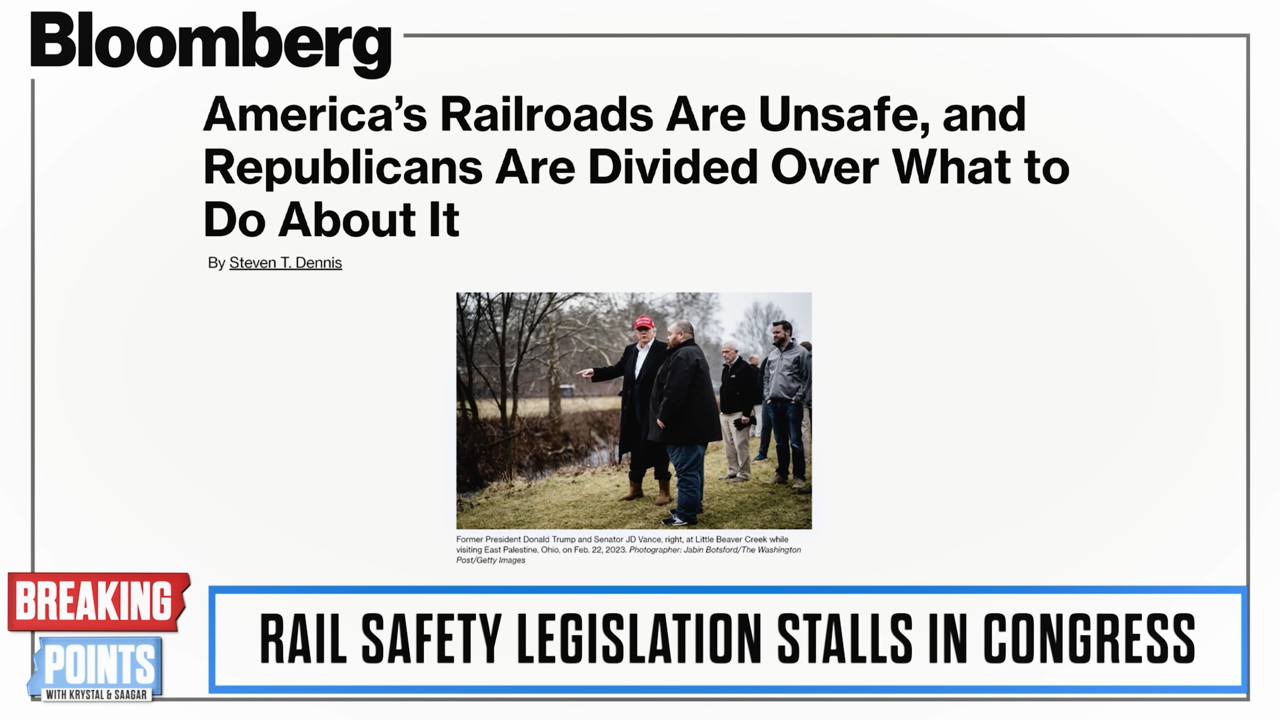 Bloomberg
America's Railroads Are Unsafe, and
Republicans Are Divided Over What to
Do About It
By Steven T. Dennis
Former President Donald Trump and Senator JD Vance, right, at Little Beaver Creek while
visiting East Palestine, Ohio, on Feb. 22, 2023. Photographer: Jabin Botsford/The Washington
Post/Getty Images
BREAKING
POINTS
WITH KRYSTAL & SAAGAR
RAIL SAFETY LEGISLATION STALLS IN CONGRESS